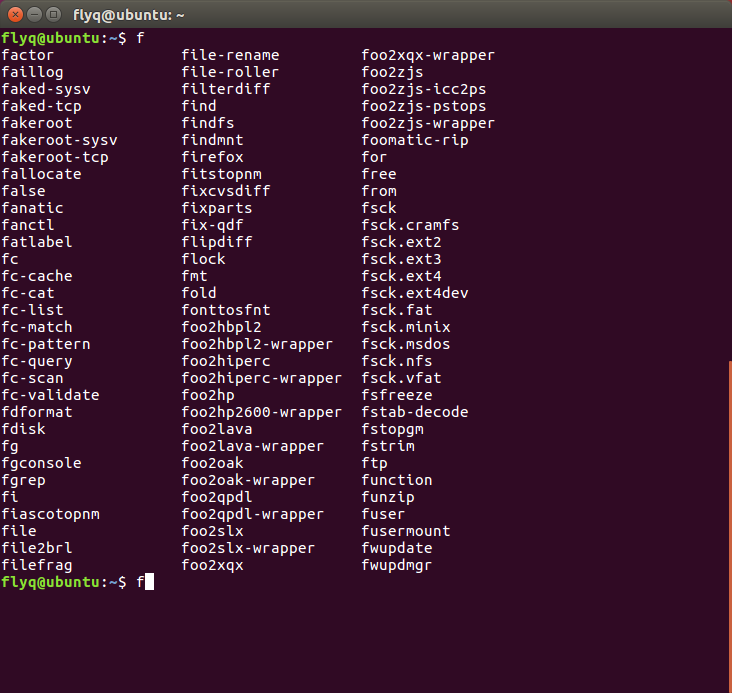 flyq@ubuntu: ~
flyq@ubuntu:~$ f
factor file-rename foo2xqx-wrapper
faillog file-roller foo2zjs
faked-sysv filterdiff foo2zjs-icc2ps
faked-tcp find foo2zjs-pstops
fakeroot findfs foo2zjs-wrapper
fakeroot-sysv findmnt foomatic-rip
fakeroot-tcp firefox for
fallocate fitstopnm free
false fixcvsdiff from
fanatic fixparts fsck
fanctl fix-qdf fsck.cramfs
fatlabel flipdiff fsck.ext2
fc flock fsck.ext3
fc-cache fmt fsck.ext4
fc-cat fold fsck.ext4dev
fc-list fonttosfnt fsck.fat
fc-match foo2hbpl2 fsck.minix
fc-pattern foo2hbpl2-wrapper fsck.msdos
fc-query foo2hiperc fsck.nfs
fc-scan foo2hiperc-wrapper fsck.vfat
fc-validate foo2hp fsfreeze
fdformat foo2hp2600-wrapper fstab-decode
fdisk foo2lava fstopgm
fg foo2lava-wrapper fstrim
fgconsole foo2oak ftp
fgrep foo2oak-wrapper function
fi foo2qpdl funzip
fiascotopnm foo2qpdl-wrapper fuser
file foo2slx fusermount
file2brl foo2slx-wrapper fwupdate
filefrag foo2xqx fwupdmgr
flyq@ubuntu:~$ f